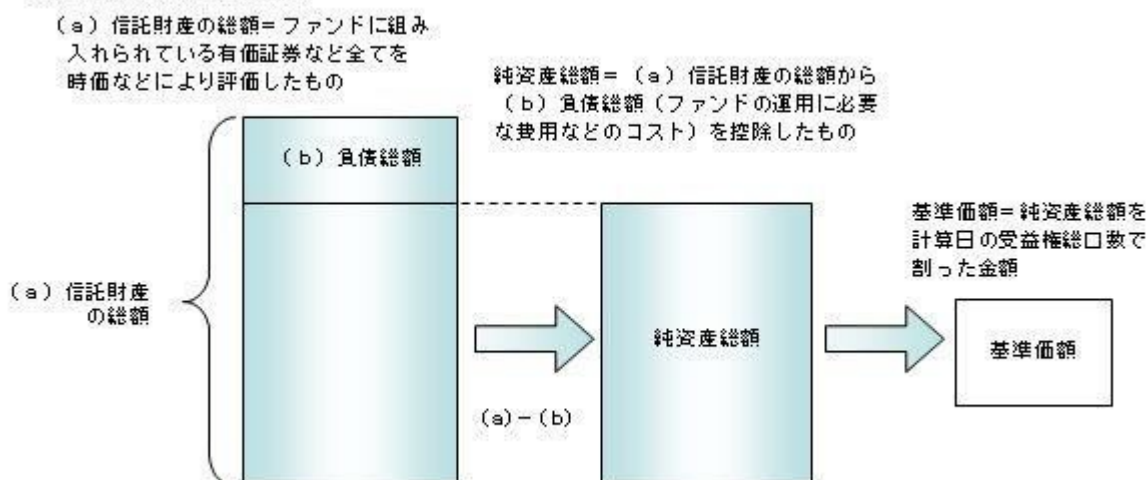 (a)信託財産の総額=ファンドに組み
入れられている有価証券など全てを
時価などにより評価したもの
純資産総額=(a)信託財産の総額から
(b)負債総額(ファンドの運用に必要
な費用などのコスト)を控除したもの
(b)負債総額
基準価額=純資産総額を
計算日の受益権総口数で
割った金額
(a)信託財産
の総額
純資産総額
基準価額
(a)-(b)